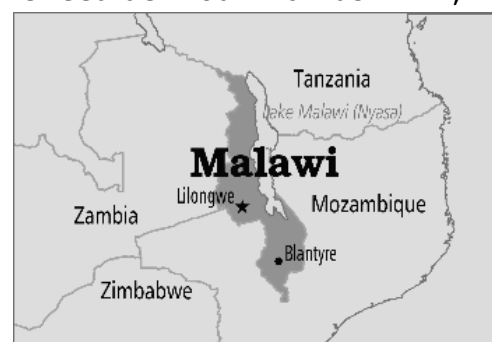 Tanzania
Lake Malawi (Nyasa)
Malawi
Lilongwe
Mozambique
Zambia
Blantyre
Zimbabwe